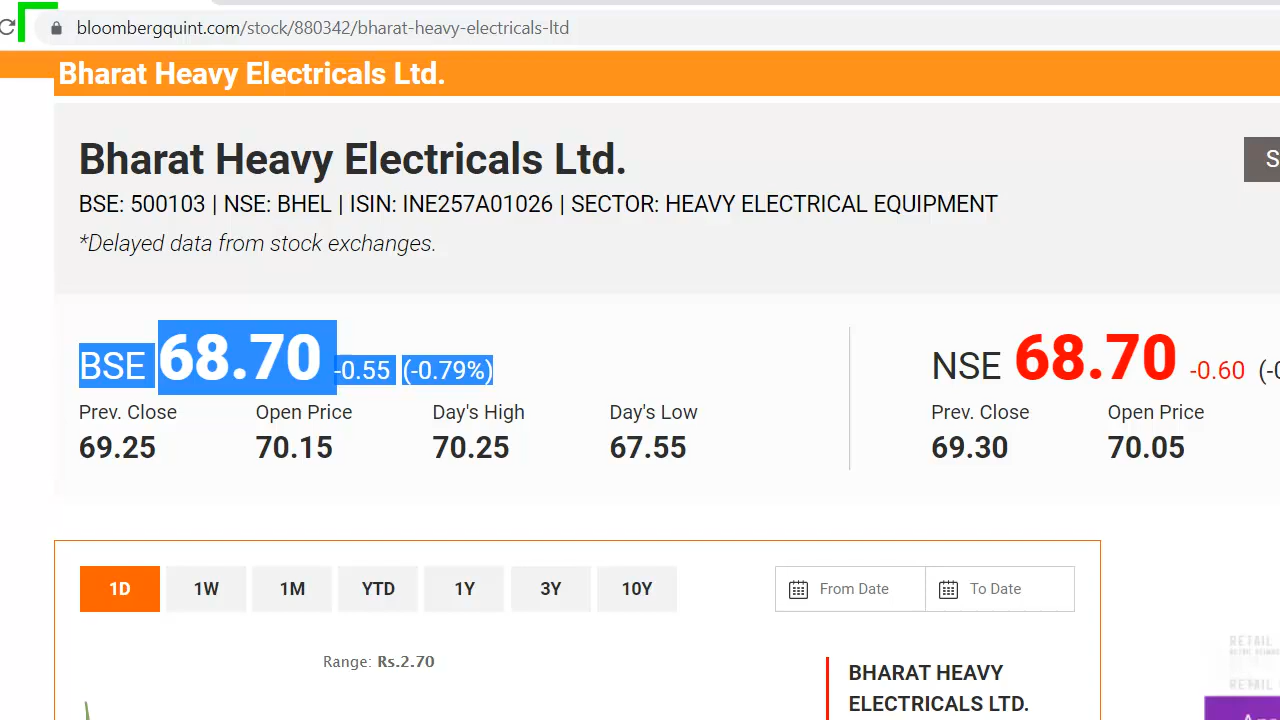 bloombergquint.com/stock/880342/bharat-heavy-electricals-ltd
Bharat Heavy Electricals Ltd.
Bharat Heavy Electricals Ltd.
BSE: 500103 | NSE: BHEL | ISIN: INE257A01026 | SECTOR: HEAVY ELECTRICAL EQUIPMENT
*Delayed data from stock exchanges.
S
BSE 68.70 -0.55 (-0.79%)
Prev. Close Open Price Day's High Day's Low
69.25 70.15 70.25 67.55
NSE 68.70 -0.60 (-0
Prev. Close Open Price
69.30 70.05
1D 1W 1M YTD 1Y 3Y 10Y
From Date To Date
Range: Rs.2.70
BHARAT HEAVY
ELECTRICALS LTD.
RETAIL
RETAIL